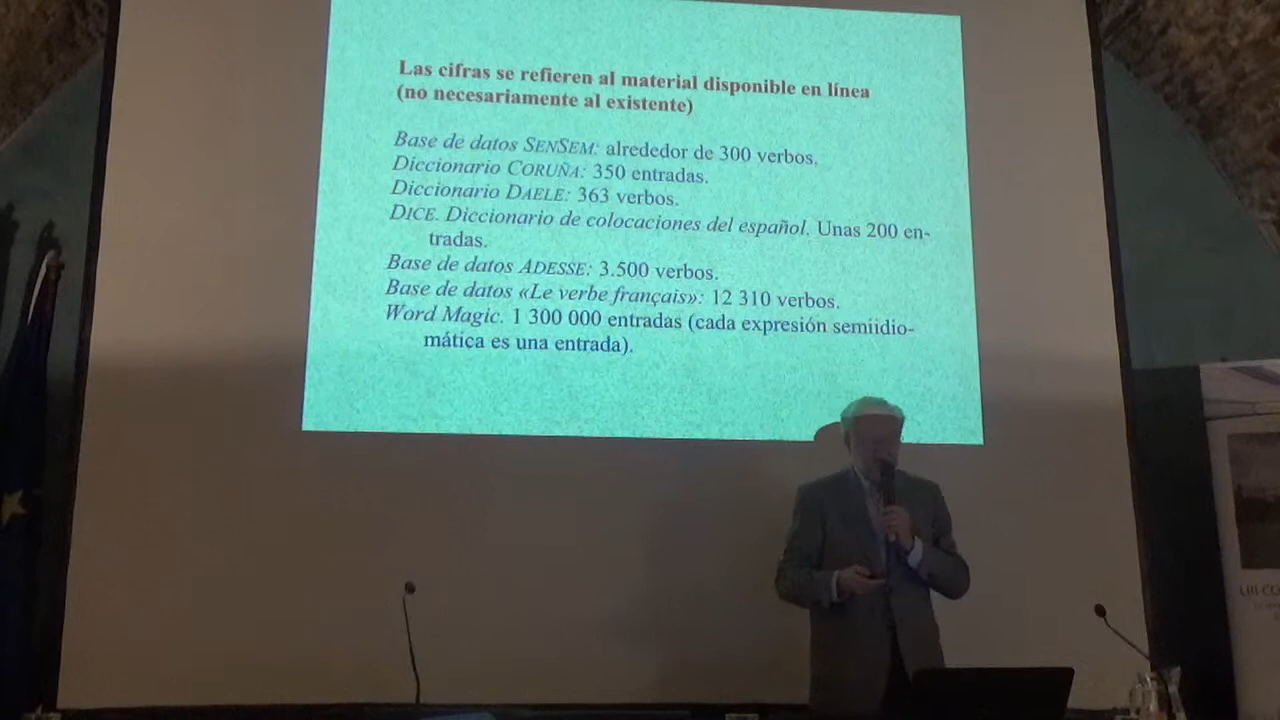 Las cifras se refieren al material disponible en línea
(no necesariamente al existente)
Base de datos SENSEM: alrededor de 300 verbos.
Diccionario CORUÑA: 350 entradas.
Diccionario DAELE: 363 verbos.
DICE. Diccionario de colocaciones del español. Unas 200 en-
tradas.
Base de datos ADESSE: 3.500 verbos.
Base de datos «Le verbe français»: 12 310 verbos.
Word Magic. 1 300 000 entradas (cada expresión semiidio-
mática es una entrada).
LIII CO